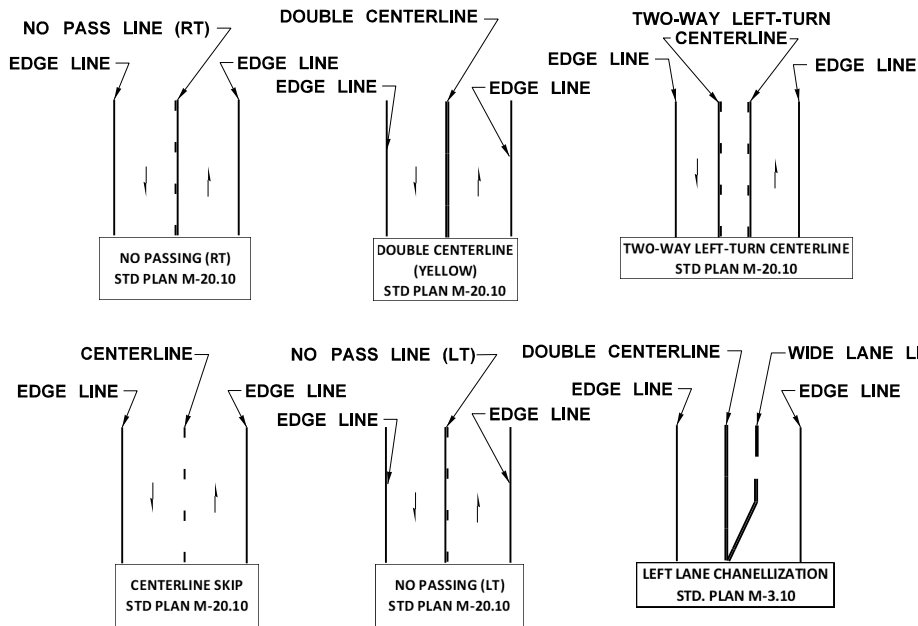 NO PASS LINE (RT)
EDGE LINE
EDGE LINE
NO PASSING (RT)
STD PLAN M-20.10
DOUBLE CENTERLINE
EDGE LINE
EDGE LINE
DOUBLE CENTERLINE
(YELLOW)
STD PLAN M-20.10
TWO-WAY LEFT-TURN
CENTERLINE
EDGE LINE
EDGE LINE
TWO-WAY LEFT-TURN CENTERLINE
STD PLAN M-20.10
CENTERLINE
EDGE LINE
EDGE LINE
CENTERLINE SKIP
STD PLAN M-20.10
NO PASS LINE (LT)
EDGE LINE
EDGE LINE
NO PASSING (LT)
STD PLAN M-20.10
DOUBLE CENTERLINE
WIDE LANE L
EDGE LINE
EDGE LINE
LEFT LANE CHANELLIZATION
STD. PLAN M-3.10